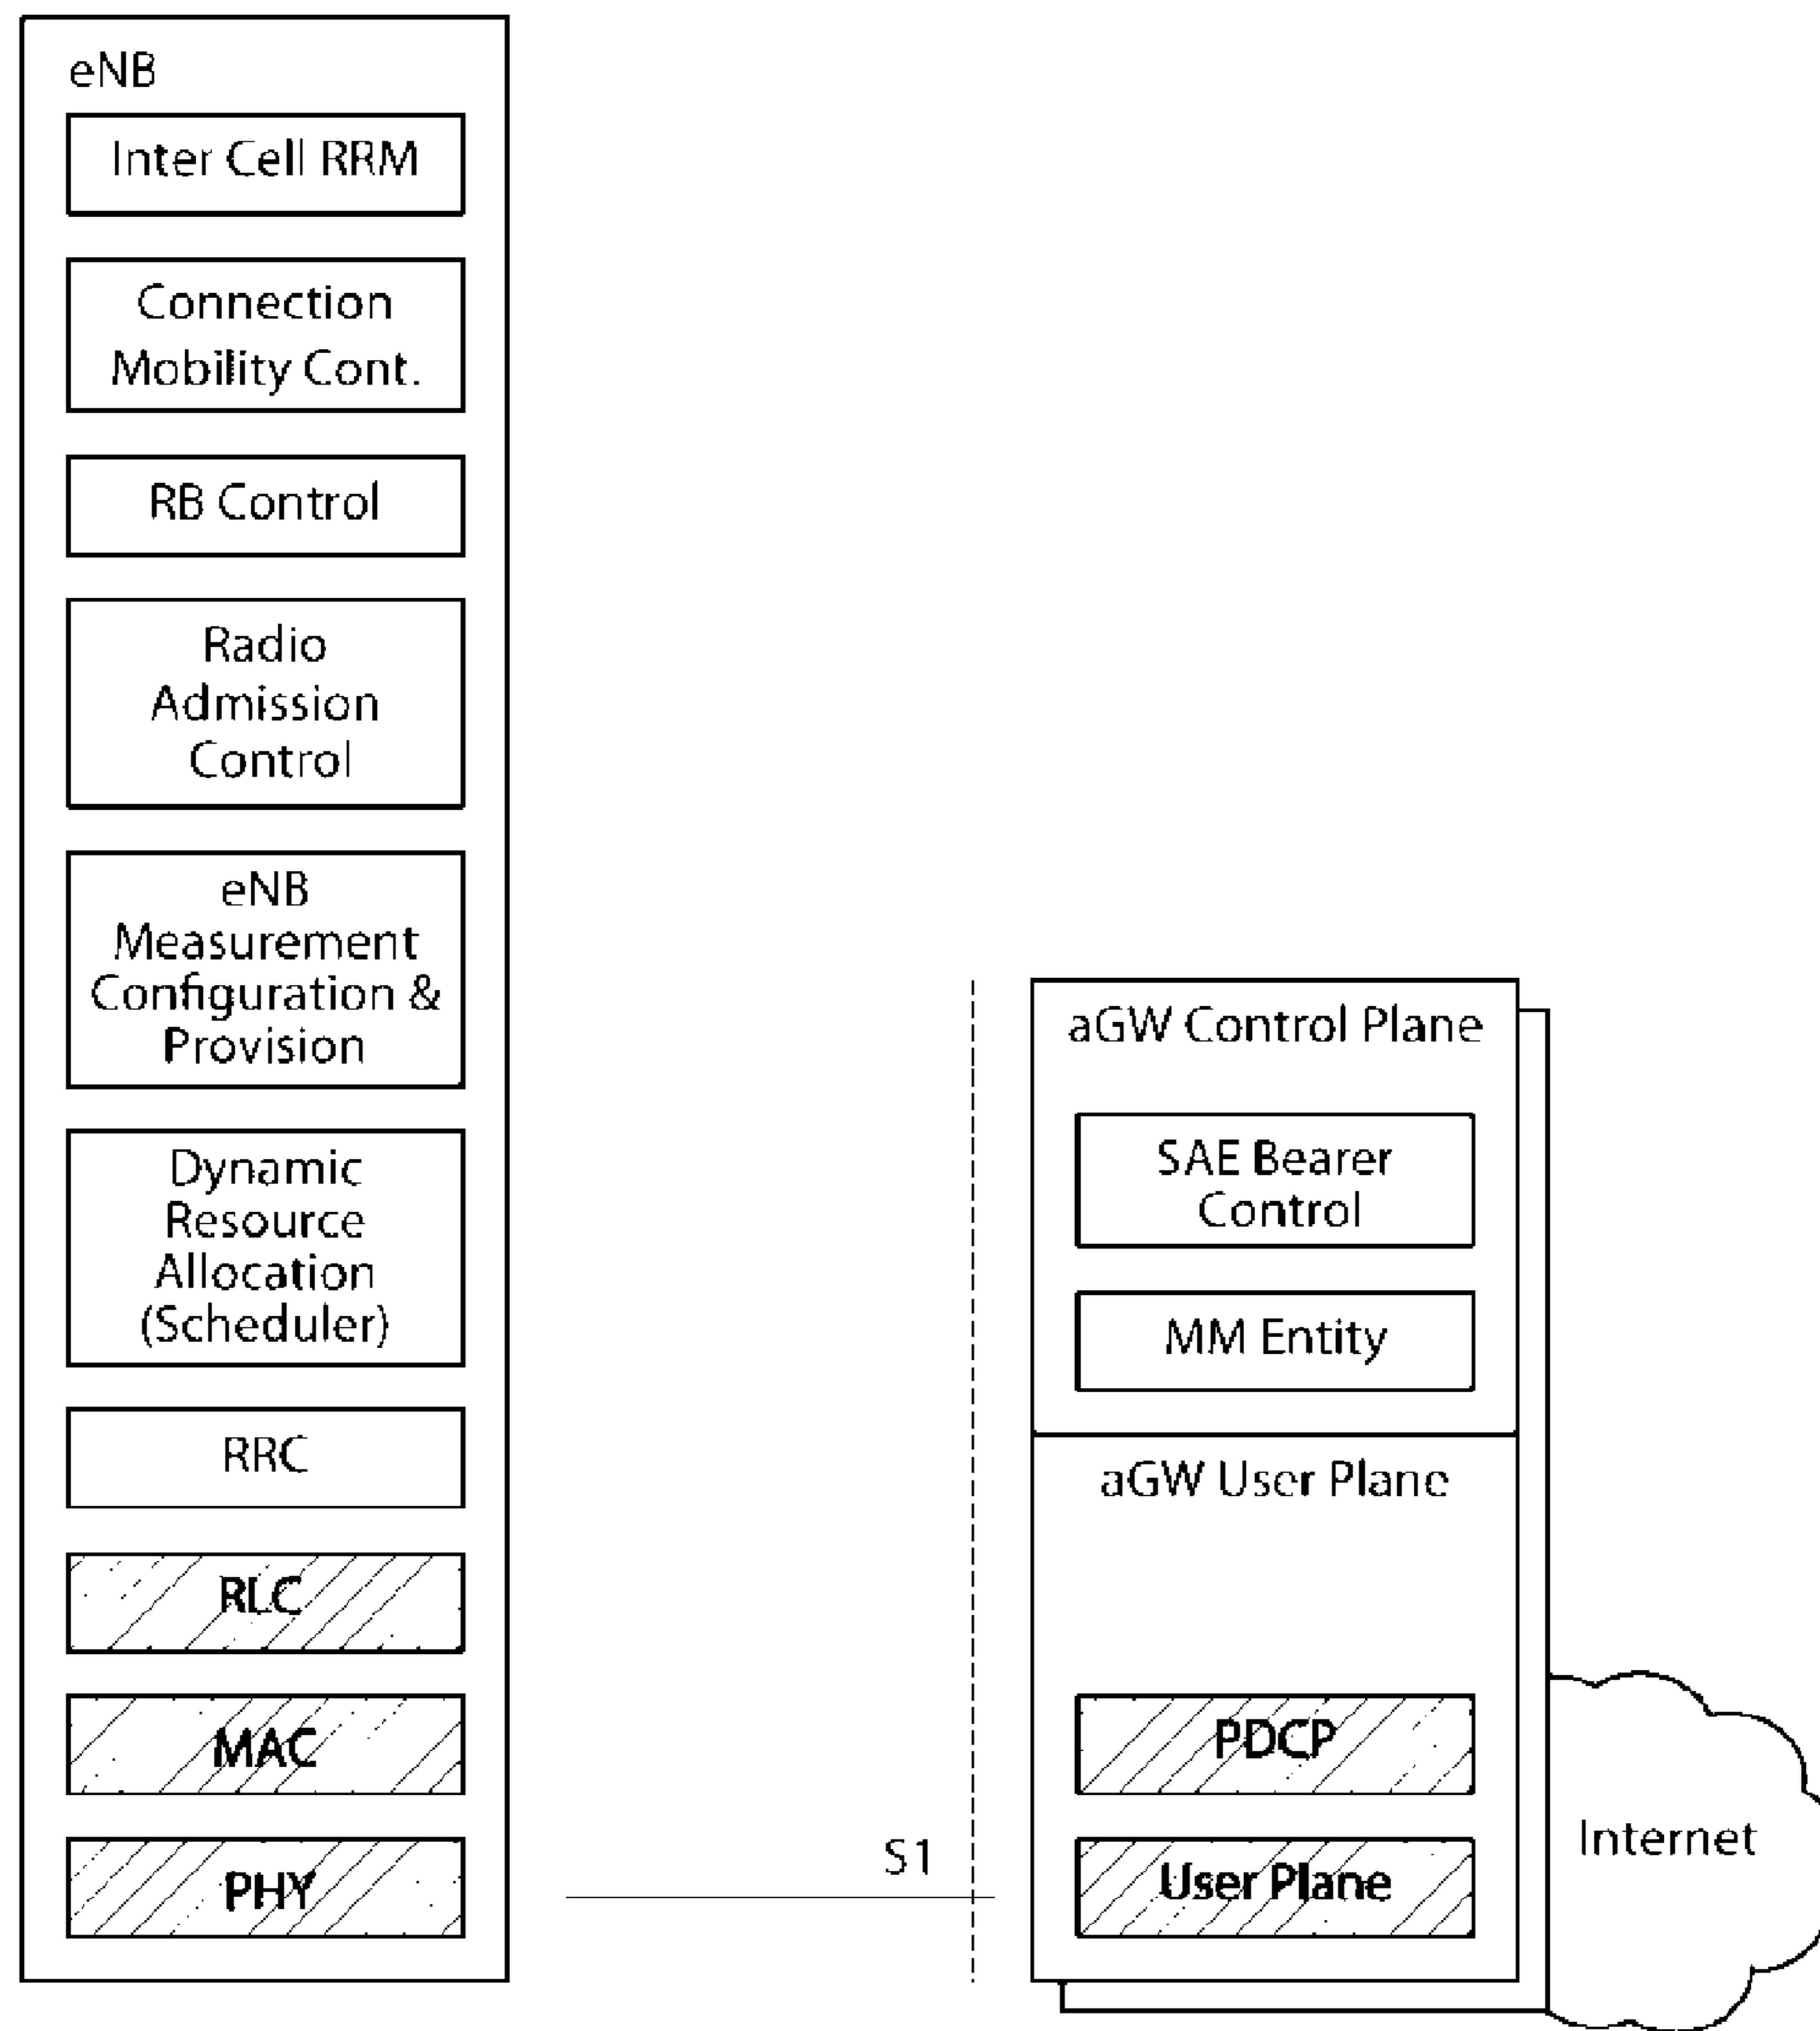 eNB
Inter Cell RRM
Connection
Mobility Cont.
RB Control
Radio
Admission
Control
eNB
Measurement
Configuration &
Provision
Dynamic
Resource
Allocation
(Scheduler)
RRC
RLC
MAC
PHY
S1
aGW Control Plane
SAE Bearer
Control
MM Entity
aGW User Plane
PDCP
User Plane
Internet